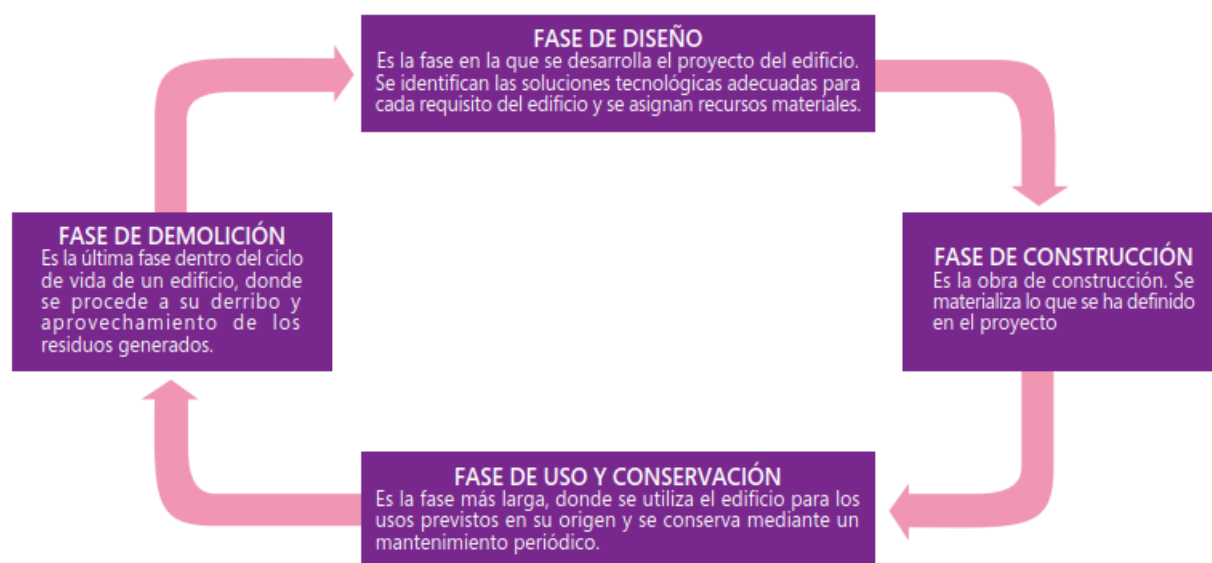 FASE DE DISEÑO
Es la fase en la que se desarrolla el proyecto del edificio.
Se identifican las soluciones tecnológicas adecuadas para
cada requisito del edificio y se asignan recursos materiales.
FASE DE DEMOLICIÓN
Es la última fase dentro del ciclo
de vida de un edificio, donde
se procede a su derribo y
aprovechamiento de los
residuos generados.
FASE DE CONSTRUCCIÓN
Es la obra de construcción. Se
materializa lo que se ha definido
en el proyecto
FASE DE USO Y CONSERVACIÓN
Es la fase más larga, donde se utiliza el edificio para los
usos previstos en su origen y se conserva mediante un
mantenimiento periódico.